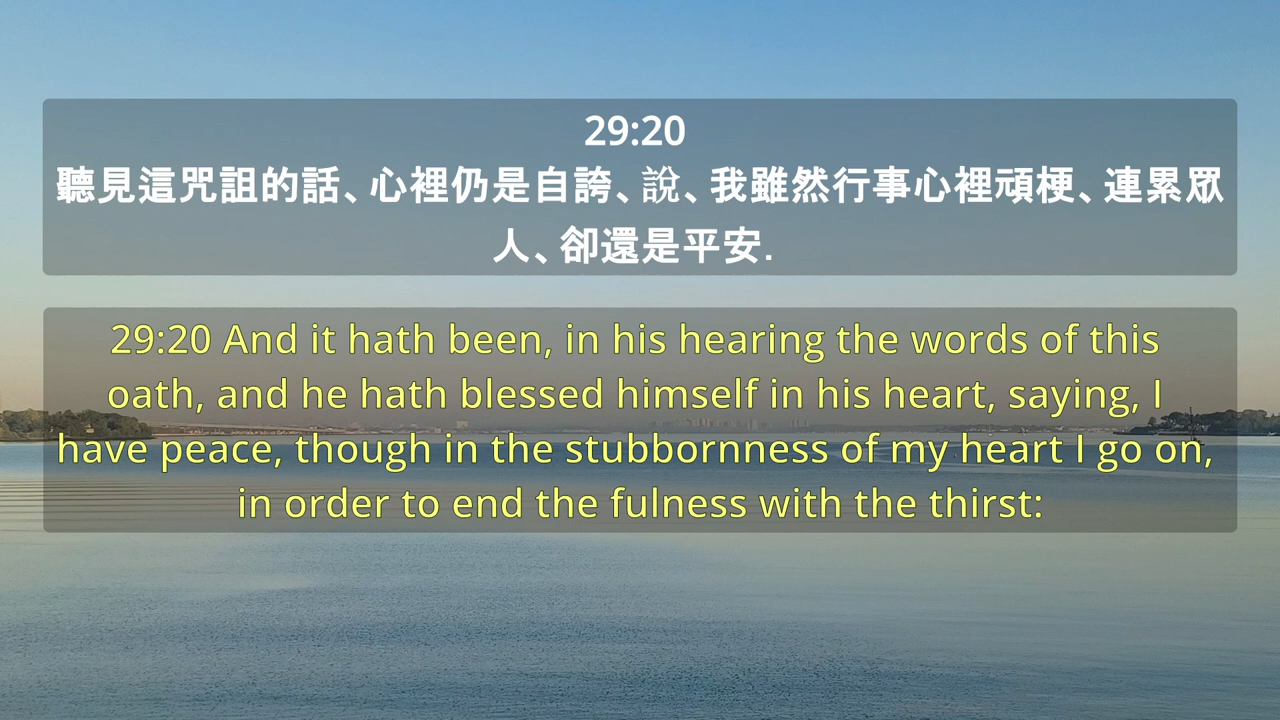 29:20
聽見這咒詛的話、心裡仍是自誇、說、我雖然行事心裡頑梗、連累眾
人、卻還是平安.
29:20 And it hath been, in his hearing the words of this
oath, and he hath blessed himself in his heart, saying, I
have peace, though in the stubbornness of my heart I go on,
in order to end the fulness with the thirst: